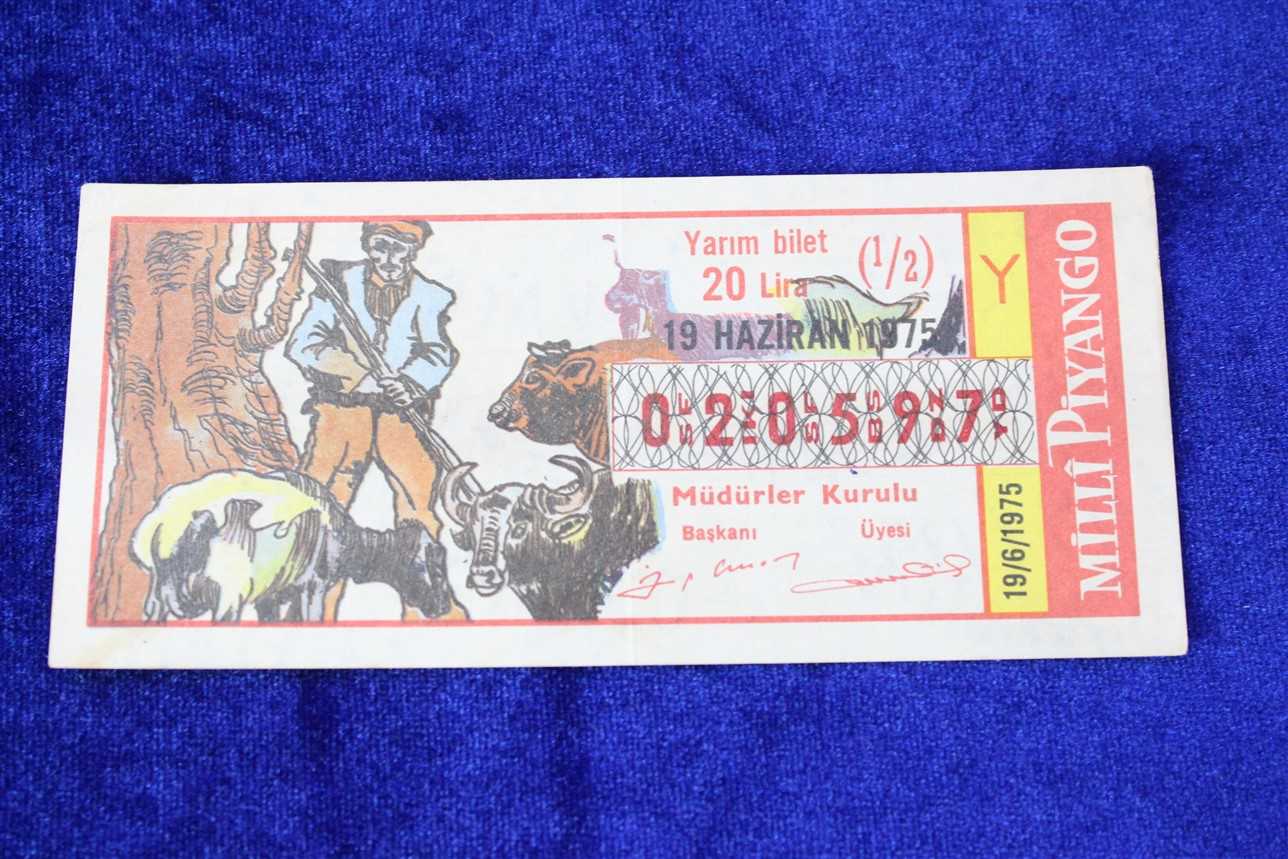 Yarım bilet
20 Lira
(1/2)
19 HAZİRAN 1975
0 2 0 5 9 7
Müdürler Kurulu
Başkanı Üyesi
Y
19/6/1975
MİLLÎ PİYANGO